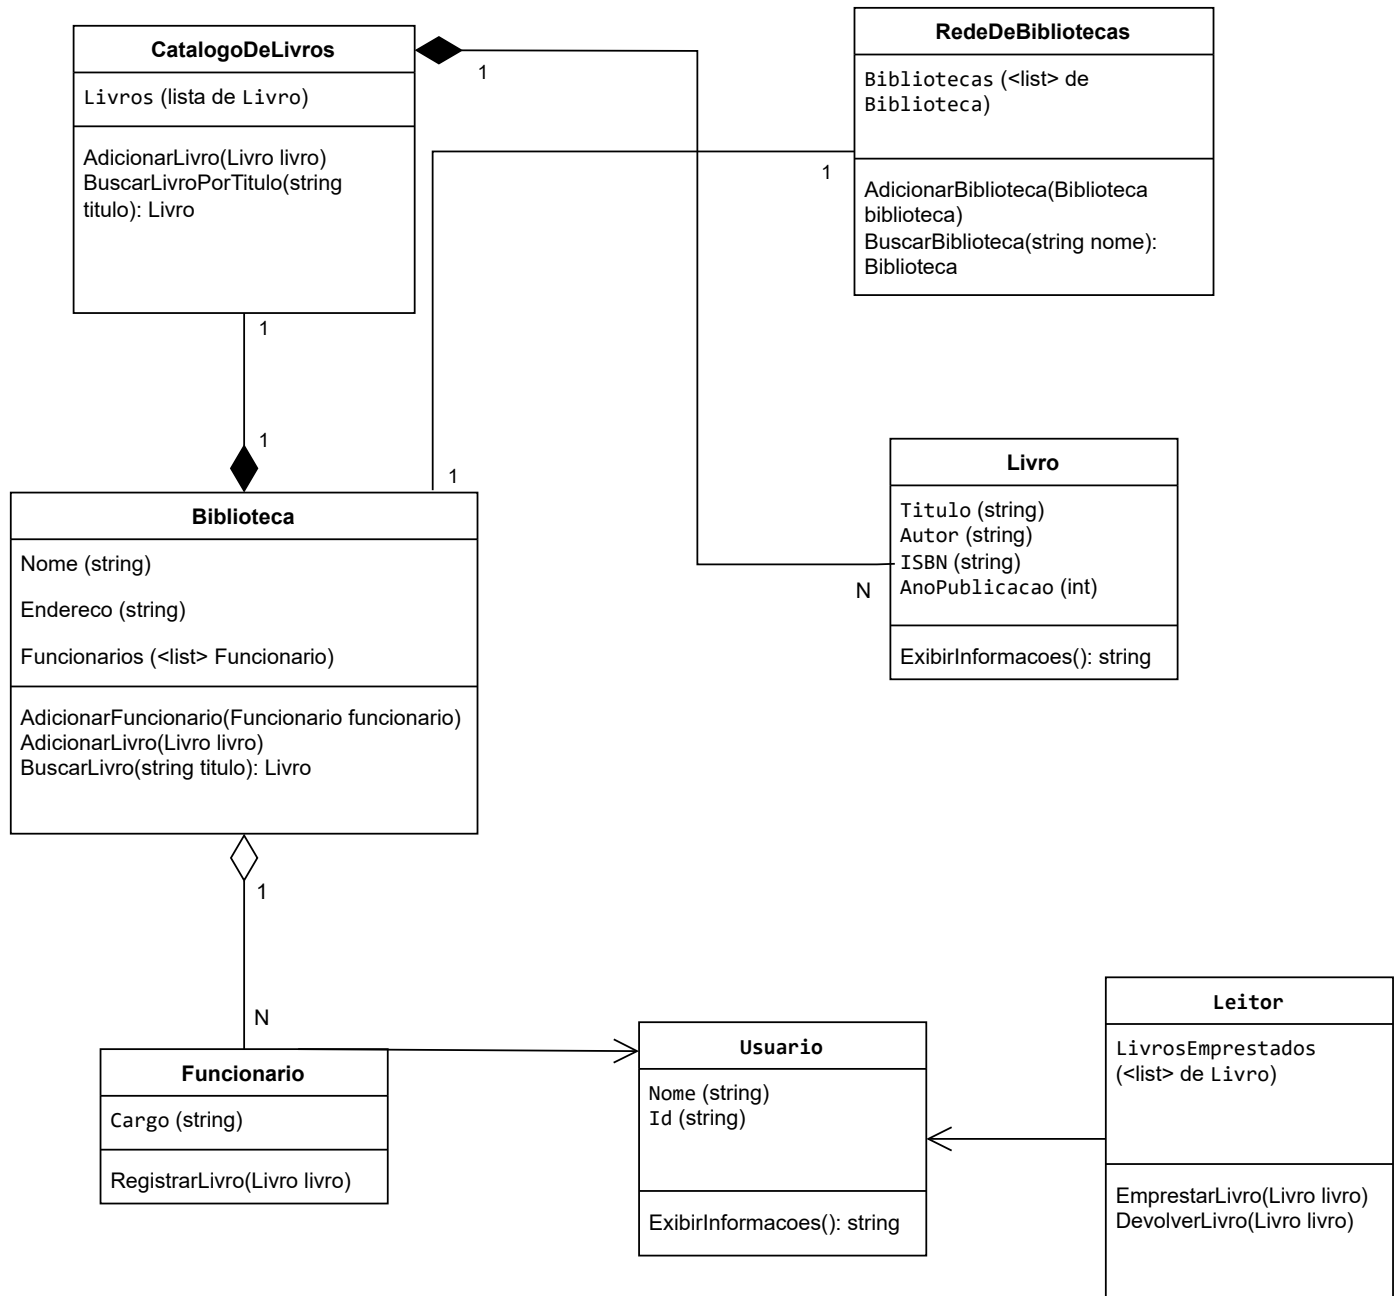 CatalogoDeLivros
Livros (lista de Livro)
AdicionarLivro(Livro livro)
BuscarLivroPorTitulo(string
titulo): Livro
1
RedeDeBibliotecas
Bibliotecas (<list> de
Biblioteca)
AdicionarBiblioteca(Biblioteca
biblioteca)
BuscarBiblioteca(string nome):
Biblioteca
1
1
1
1
Biblioteca
Nome (string)
Endereco (string)
Funcionarios (<list> Funcionario)
AdicionarFuncionario(Funcionario funcionario)
AdicionarLivro(Livro livro)
BuscarLivro(string titulo): Livro
Livro
Titulo (string)
Autor (string)
ISBN (string)
AnoPublicacao (int)
ExibirInformacoes(): string
N
1
N
Funcionario
Cargo (string)
RegistrarLivro(Livro livro)
Usuario
Nome (string)
Id (string)
ExibirInformacoes(): string
Leitor
LivrosEmprestados
(<list> de Livro)
EmprestarLivro(Livro livro)
DevolverLivro(Livro livro)